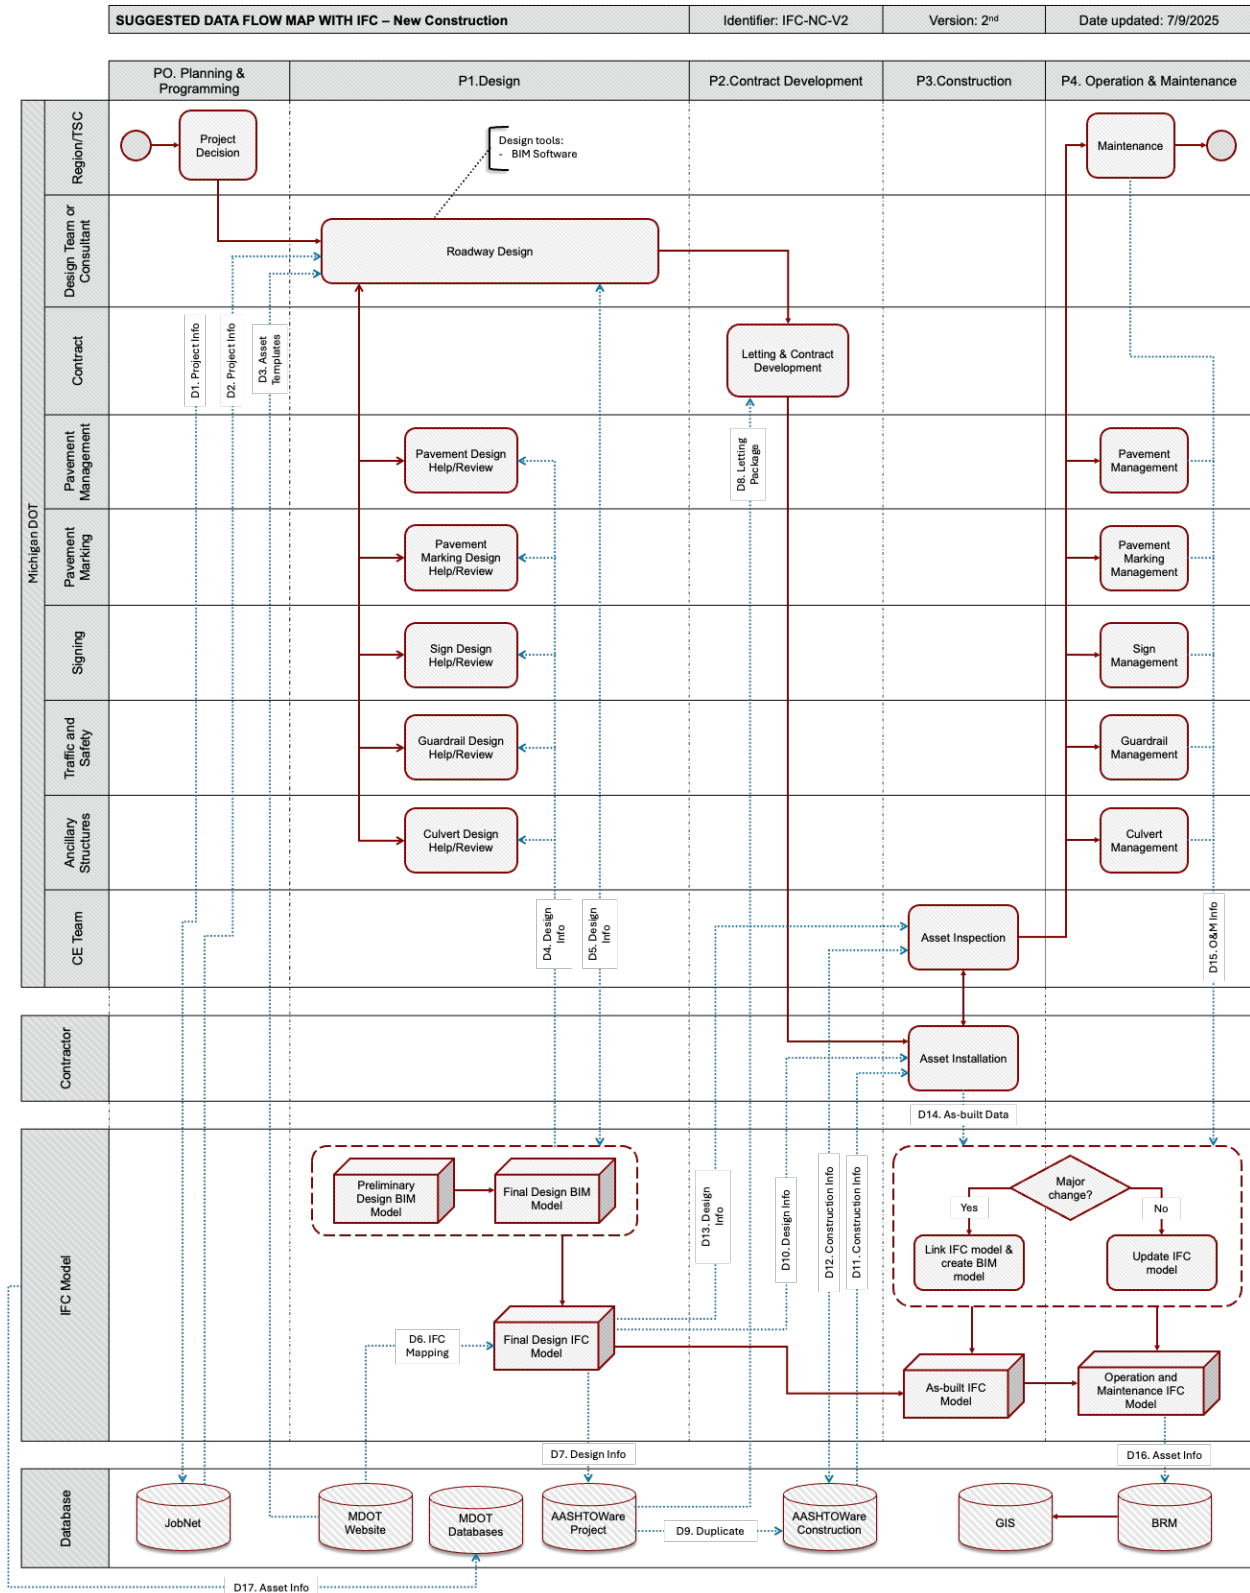 SUGGESTED DATA FLOW MAP WITH IFC – New Construction
Identifier: IFC-NC-V2
Version: 2nd
Date updated: 7/9/2025
PO. Planning &
Programming
P1.Design
P2.Contract Development
P3.Construction
P4. Operation & Maintenance
Michigan DOT
Region/TSC
Project
Decision
Design tools:
- BIM Software
Maintenance
Design Team or
Consultant
Roadway Design
Contract
D1. Project Info
D2. Project Info
D3. Asset
Templates
Letting & Contract
Development
Pavement
Management
Pavement Design
Help/Review
D8. Letting
Package
Pavement
Management
Pavement
Marking
Pavement
Marking Design
Help/Review
Pavement
Marking
Management
Signing
Sign Design
Help/Review
Sign
Management
Traffic and
Safety
Guardrail Design
Help/Review
Guardrail
Management
Ancillary
Structures
Culvert Design
Help/Review
Culvert
Management
CE Team
D4. Design
Info
D5. Design
Info
Asset Inspection
D15. O&M Info
Contractor
Asset Installation
D14. As-built Data
IFC Model
Preliminary
Design BIM
Model
Final Design BIM
Model
D13. Design
Info
D10. Design Info
D12. Construction Info
D11. Construction Info
Major
change?
Yes
No
Link IFC model &
create BIM
model
Update IFC
model
D6. IFC
Mapping
Final Design IFC
Model
As-built IFC
Model
Operation and
Maintenance IFC
Model
D7. Design Info
D16. Asset Info
Database
JobNet
MDOT
Website
MDOT
Databases
AASHTOWare
Project
D9. Duplicate
AASHTOWare
Construction
GIS
BRM
D17. Asset Info